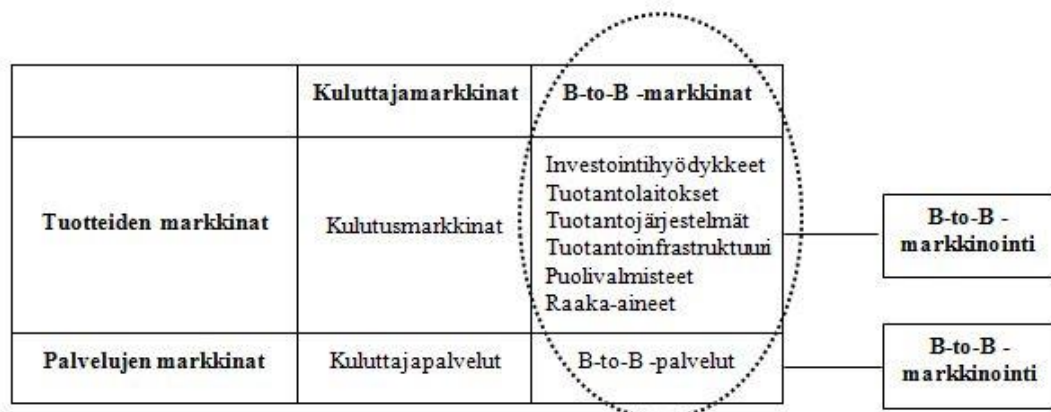 Kuluttajamarkkinat
B-to-B -markkinat
Tuotteiden markkinat
Kulutusmarkkinat
Investointihyödykkeet
Tuotantolaitokset
Tuotantojärjestelmät
Tuotantoinfrastruktuuri
Puolivalmisteet
Raaka-aineet
B-to-B -
markkinointi
Palvelujen markkinat
Kuluttajapalvelut
B-to-B -palvelut
B-to-B -
markkinointi